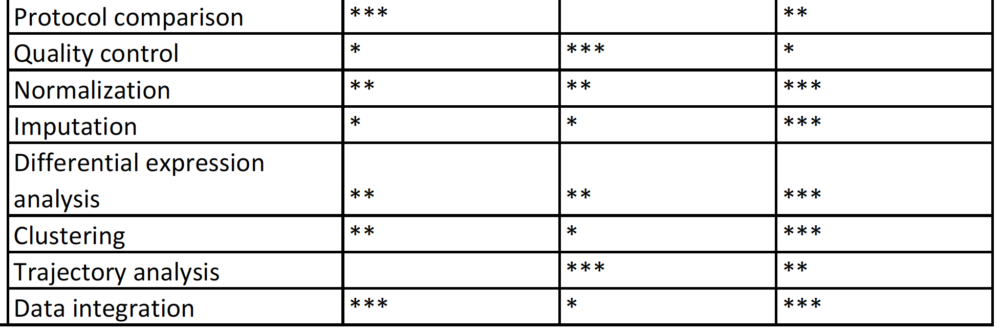 Protocol comparison *** **
Quality control * *** *
Normalization ** ** ***
Imputation * * ***
Differential expression
analysis ** ** ***
Clustering ** * ***
Trajectory analysis *** **
Data integration *** * ***